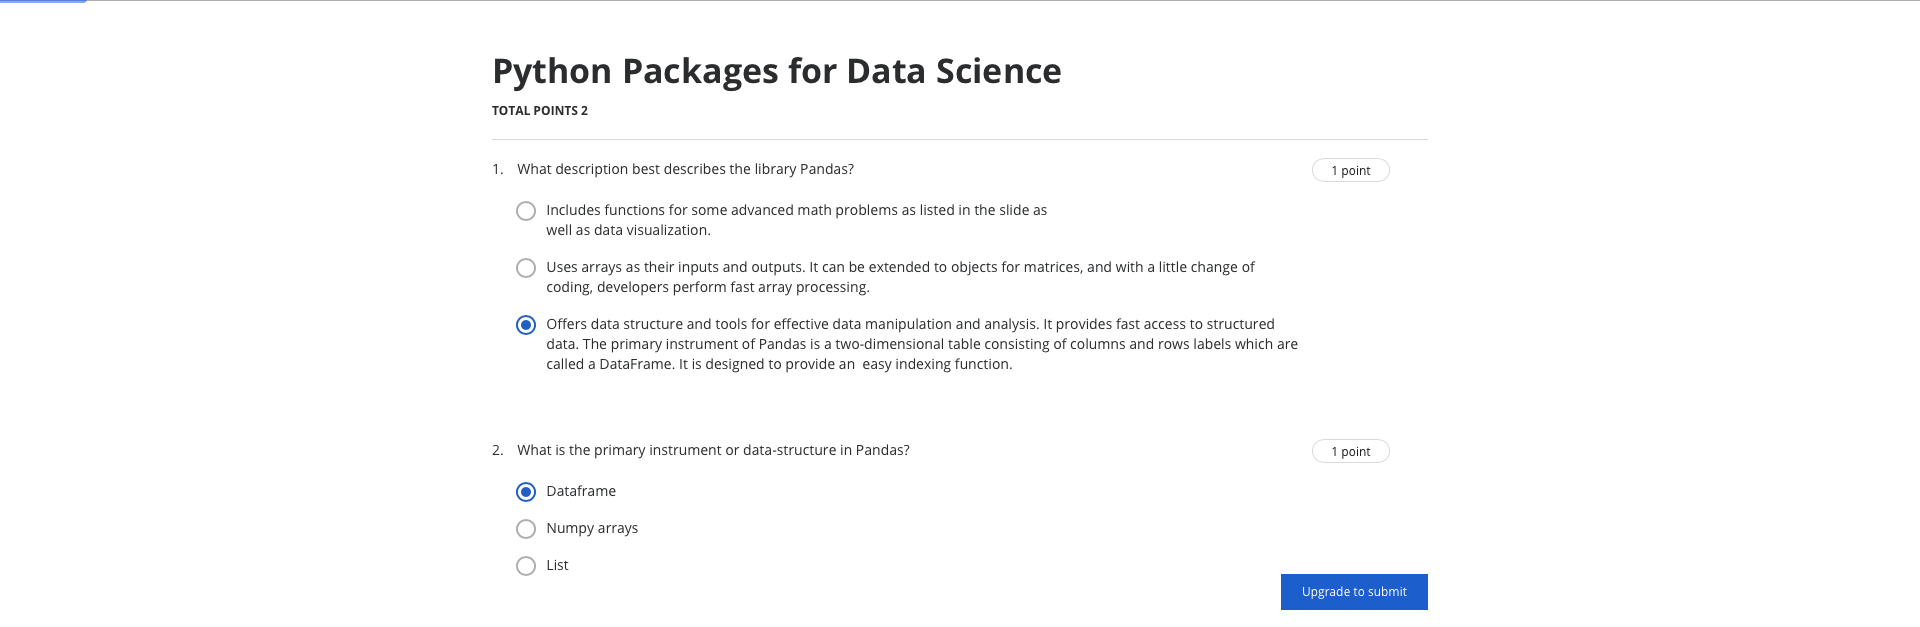 Python Packages for Data Science
TOTAL POINTS 2
1. What description best describes the library Pandas?
1 point
Includes functions for some advanced math problems as listed in the slide as
well as data visualization.
Uses arrays as their inputs and outputs. It can be extended to objects for matrices, and with a little change of
coding, developers perform fast array processing.
Offers data structure and tools for effective data manipulation and analysis. It provides fast access to structured
data. The primary instrument of Pandas is a two-dimensional table consisting of columns and rows labels which are
called a DataFrame. It is designed to provide an  easy indexing function.
2. What is the primary instrument or data-structure in Pandas?
1 point
Dataframe
Numpy arrays
List
Upgrade to submit